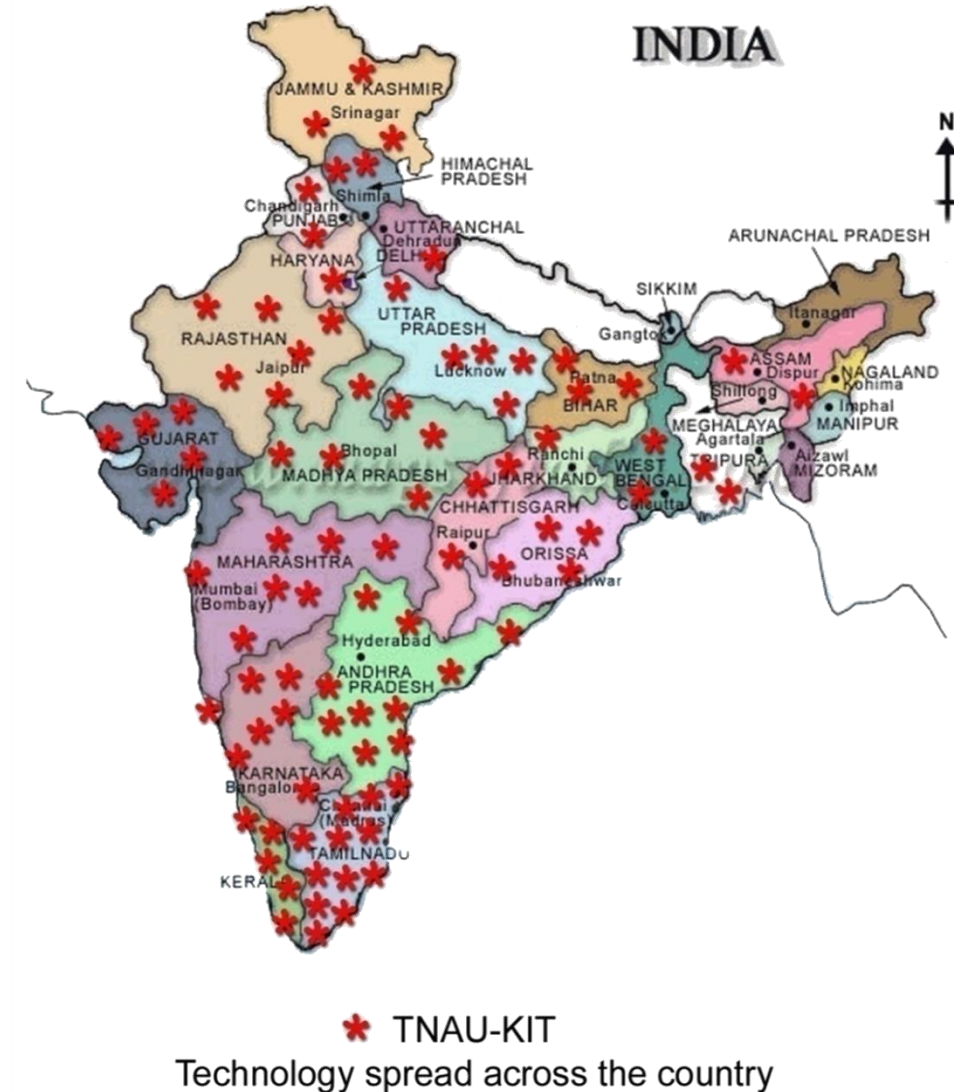 INDIA
JAMMU & KASHMIR
Srinagar
N
HIMACHAL
PRADESH
Shimla
Chandigarh
PUNJAB
UTTARANCHAL
Dehradun
DELHI
HARYANA
ARUNACHAL PRADESH
SIKKIM
Gangtok
Itanagar
UTTAR
PRADESH
RAJASTHAN
Jaipur
Lucknow
Patna
BIHAR
ASSAM
Dispur
Shillong
NAGALAND
Kohima
Imphal
MANIPUR
MEGHALAYA
Agartala
TRIPURA
Aizawl
MIZORAM
GUJARAT
Gandhinagar
Bhopal
MADHYA PRADESH
Ranchi
JHARKHAND
WEST
BENGAL
Calcutta
CHHATTISGARH
Raipur
ORISSA
Bhubaneshwar
MAHARASHTRA
Mumbai
(Bombay)
Hyderabad
ANDHRA
PRADESH
KARNATAKA
Bangalore
Chennai
(Madras)
TAMILNADU
KERALA
TNAU-KIT
Technology spread across the country